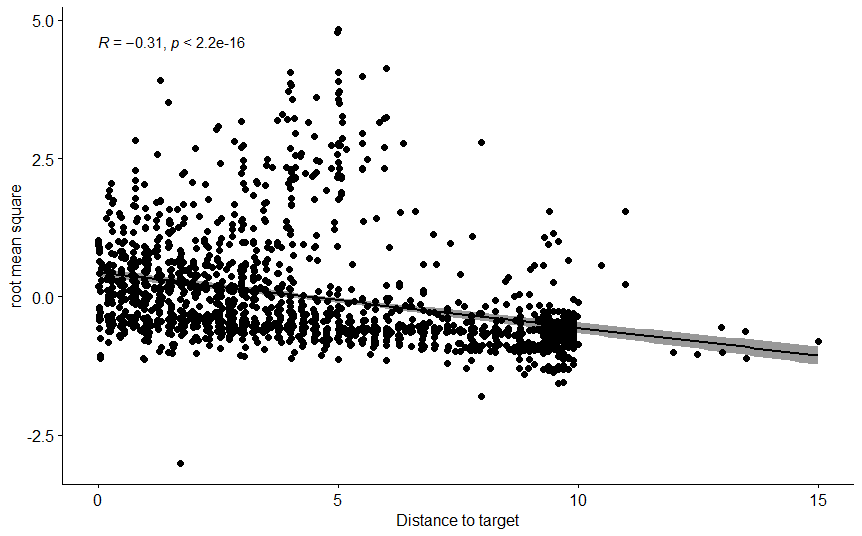 R = −0.31, p < 2.2e-16
5.0
2.5
0.0
-2.5
root mean square
0
5
10
15
Distance to target